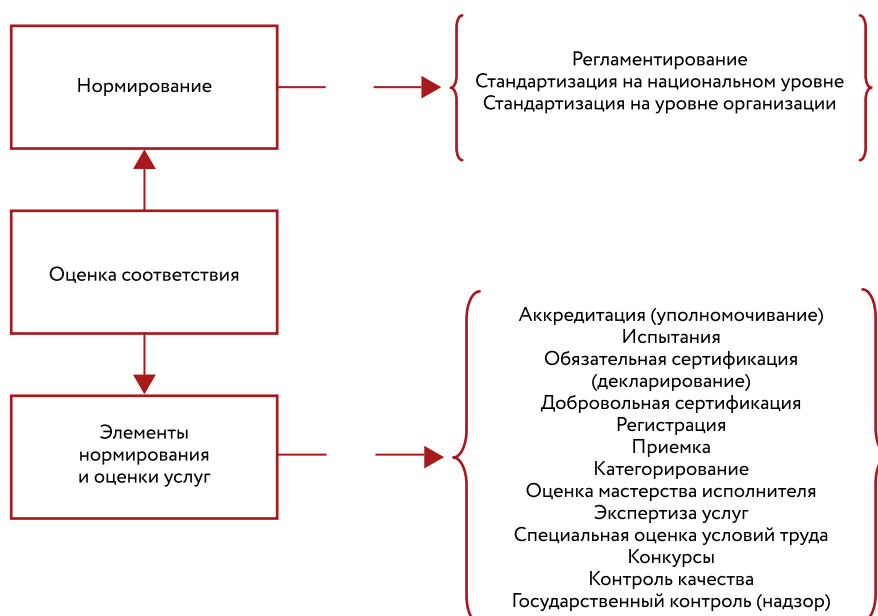 Нормирование
Регламентирование
Стандартизация на национальном уровне
Стандартизация на уровне организации
Оценка соответствия
Элементы
нормирования
и оценки услуг
Аккредитация (уполномочивание)
Испытания
Обязательная сертификация
(декларирование)
Добровольная сертификация
Регистрация
Приемка
Категорирование
Оценка мастерства исполнителя
Экспертиза услуг
Специальная оценка условий труда
Конкурсы
Контроль качества
Государственный контроль (надзор)